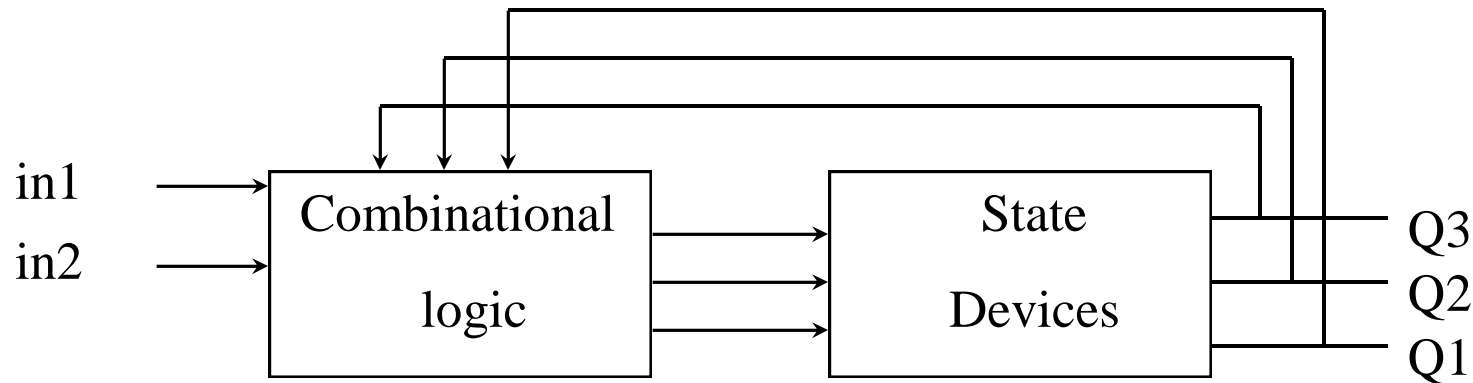 in1
in2
Combinational
logic
State
Devices
Q3
Q2
Q1